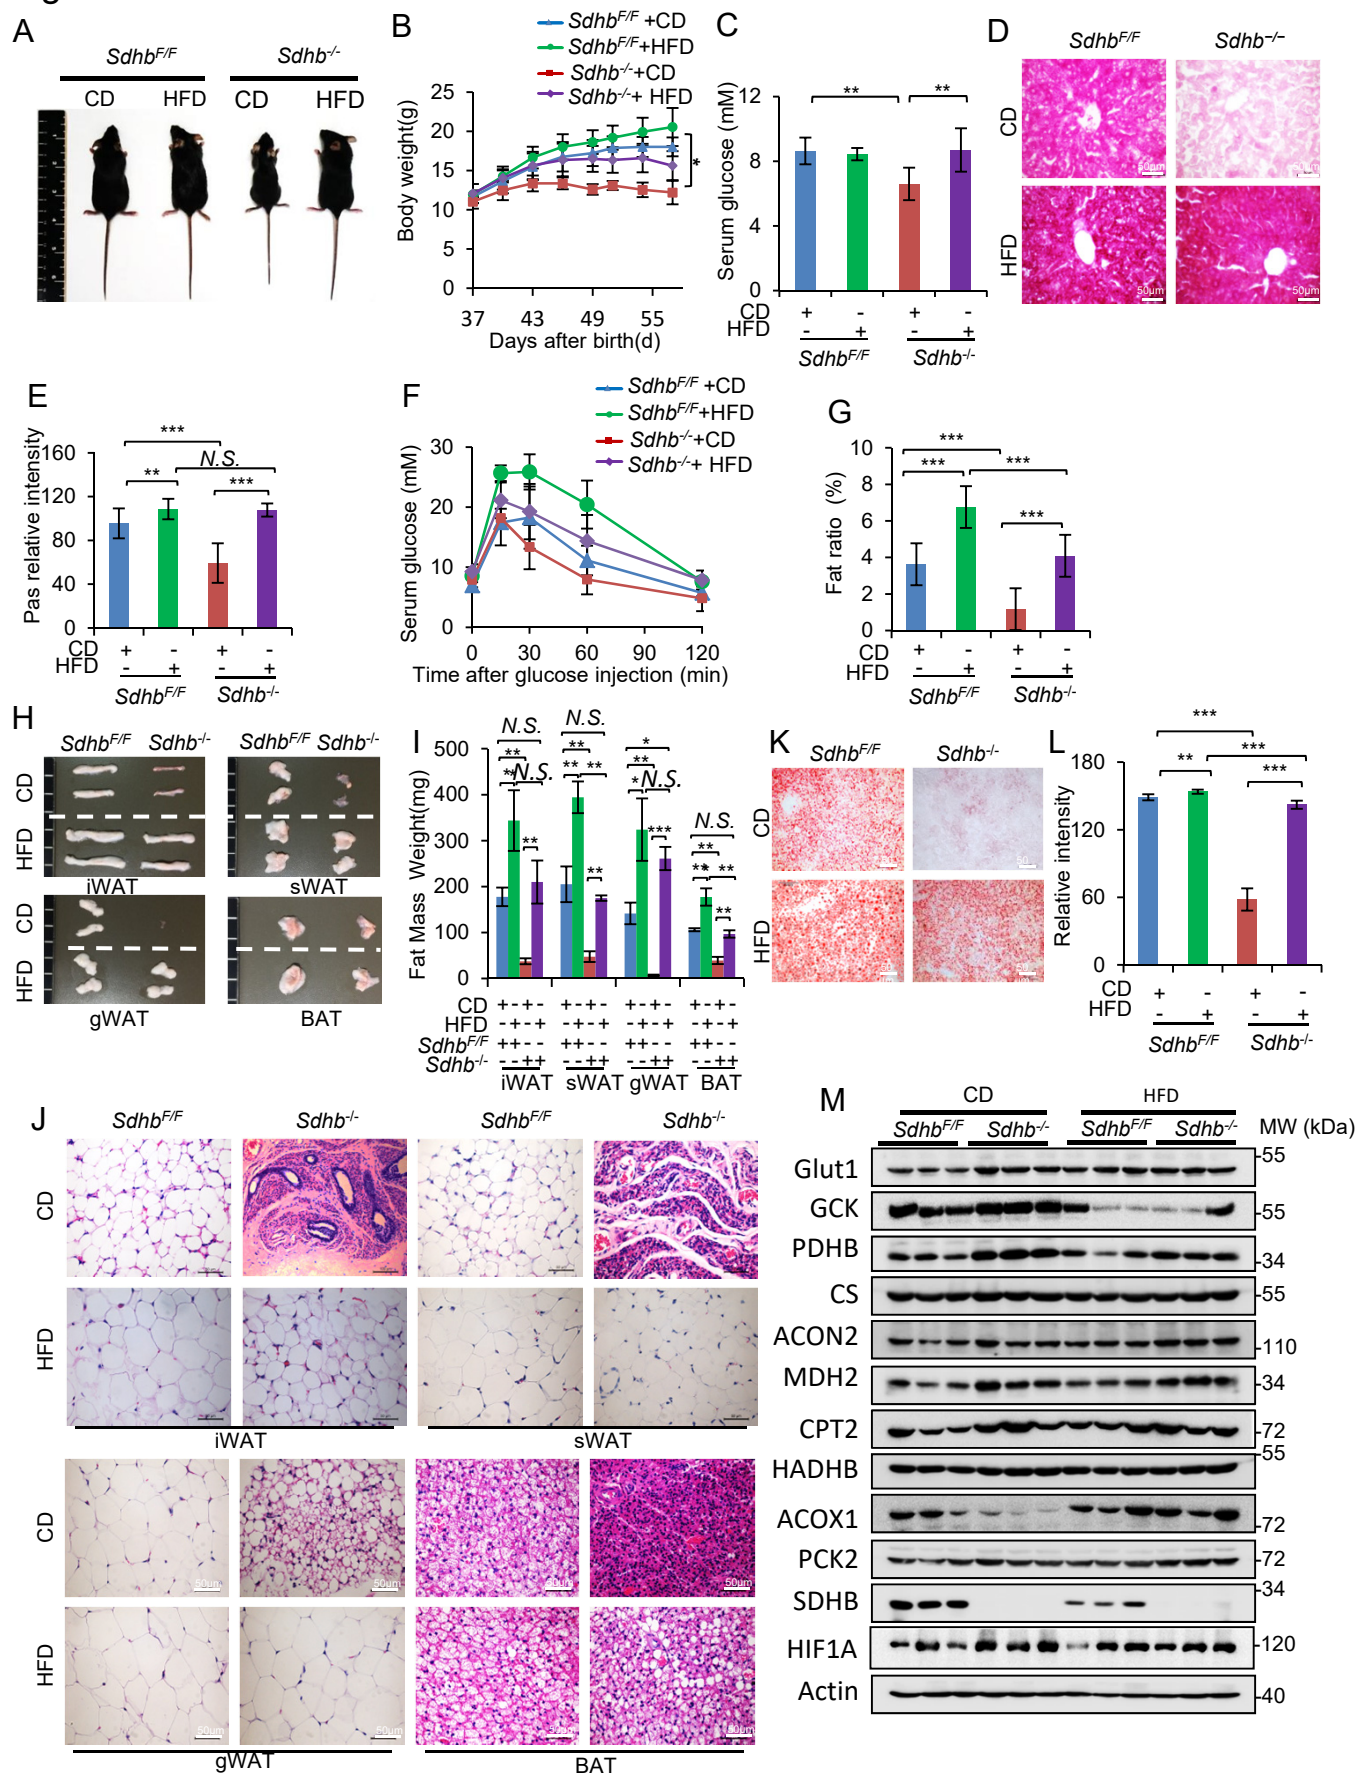 A
Sdhb^F/F Sdhb^-/-
CD HFD CD HFD
B
Sdhb^F/F +CD
Sdhb^F/F+HFD
Sdhb^-/-+CD
Sdhb^-/-+ HFD
Body weight(g)
25
20
15
10
5
0
*
37 43 49 55
Days after birth(d)
C
Serum glucose (mM)
12
8
4
0
** **
CD + - + -
HFD - + - +
Sdhb^F/F Sdhb^-/-
D
Sdhb^F/F Sdhb^−/−
CD
HFD
50μm
50μm 50μm
E
Pas relative intensity
160
120
80
40
0
***
** N.S. ***
CD + - + -
HFD - + - +
Sdhb^F/F Sdhb^-/-
F
Sdhb^F/F +CD
Sdhb^F/F+HFD
Sdhb^-/-+CD
Sdhb^-/-+ HFD
Serum glucose (mM)
30
20
10
0
0 30 60 90 120
Time after glucose injection (min)
G
Fat ratio (%)
10
8
6
4
2
0
***
*** ***
***
CD + - + -
HFD - + - +
Sdhb^F/F Sdhb^-/-
H
Sdhb^F/F Sdhb^-/- Sdhb^F/F Sdhb^-/-
CD
HFD
iWAT sWAT
CD
HFD
gWAT BAT
I
Fat Mass Weight(mg)
500
400
300
200
100
0
N.S. ** ** N.S. **
N.S. ** ** ** **
* ** * N.S. ***
N.S. ** ** ** **
CD +-+- +-+- +-+- +-+-
HFD -+-+ -+-+ -+-+ -+-+
Sdhb^F/F ++-- ++-- ++-- ++--
Sdhb^-/- --++ --++ --++ --++
iWAT sWAT gWAT BAT
K
Sdhb^F/F Sdhb^-/-
CD
HFD
L
Relative intensity
180
120
60
0
***
** ***
***
CD + - + -
HFD - + - +
Sdhb^F/F Sdhb^-/-
J
Sdhb^F/F Sdhb^-/- Sdhb^F/F Sdhb^-/-
CD
HFD
iWAT sWAT
CD
50μm 50μm 50μm 50μm
HFD
50μm 50μm 50μm 50μm
gWAT BAT
M
CD HFD
Sdhb^F/F Sdhb^-/- Sdhb^F/F Sdhb^-/- MW (kDa)
Glut1 -55
GCK -55
PDHB -34
CS -55
ACON2 -110
MDH2 -34
CPT2 -72
HADHB -55
ACOX1 -72
PCK2 -72
SDHB -34
HIF1A -120
Actin -40